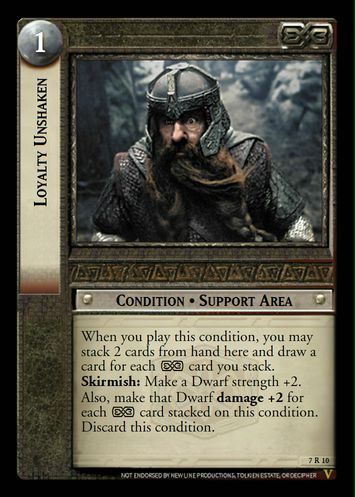 1
LOYALTY UNSHAKEN
CONDITION • SUPPORT AREA
When you play this condition, you may
stack 2 cards from hand here and draw a
card for each card you stack.
Skirmish: Make a Dwarf strength +2.
Also, make that Dwarf damage +2 for
each card stacked on this condition.
Discard this condition.
7 R 10
NOT ENDORSED BY NEW LINE PRODUCTIONS, TOLKIEN ESTATE, OR DECIPHER
V